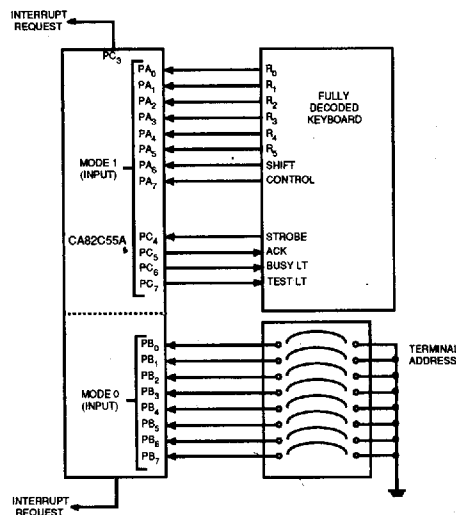 INTERRUPT
REQUEST
PC3
PA0 R0
PA1 R1
PA2 R2
PA3 R3
PA4 R4
PA5 R5
PA6 SHIFT
PA7 CONTROL
FULLY
DECODED
KEYBOARD
MODE 1
(INPUT)
CA82C55A
PC4 STROBE
PC5 ACK
PC6 BUSY LT
PC7 TEST LT
PB0
PB1
PB2
PB3
PB4
PB5
PB6
PB7
MODE 0
(INPUT)
TERMINAL
ADDRESS
INTERRUPT
REQUEST